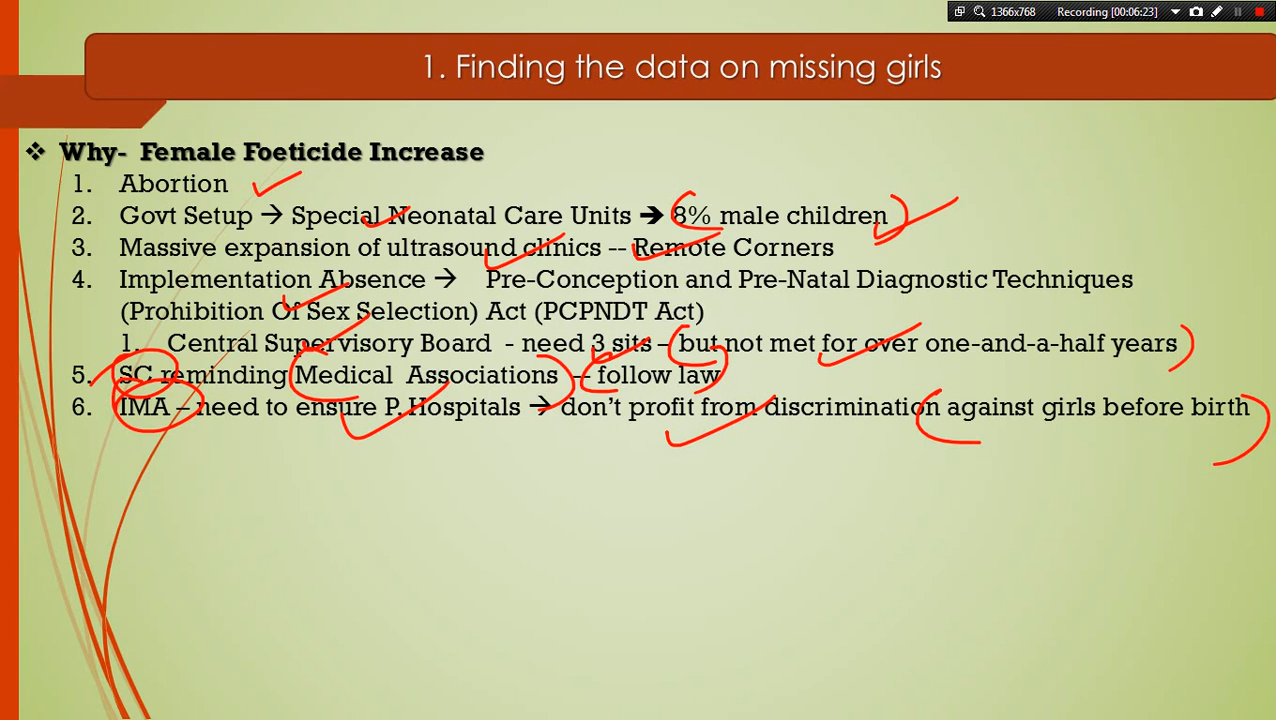 1366x768 Recording [00:06:23]
1. Finding the data on missing girls
❖ Why- Female Foeticide Increase
1. Abortion
2. Govt Setup → Special Neonatal Care Units ➔ 8% male children
3. Massive expansion of ultrasound clinics -- Remote Corners
4. Implementation Absence → Pre-Conception and Pre-Natal Diagnostic Techniques
(Prohibition Of Sex Selection) Act (PCPNDT Act)
1. Central Supervisory Board - need 3 sits – but not met for over one-and-a-half years
5. SC reminding Medical Associations -- follow law
6. IMA – need to ensure P. Hospitals → don't profit from discrimination against girls before birth